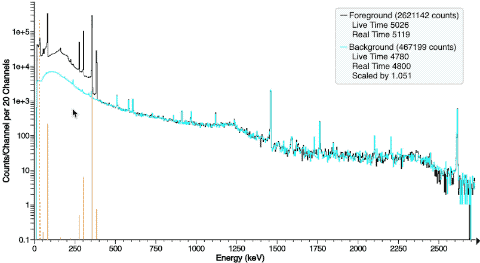 1e+5
1e+4
1e+3
100
10
1
0.1
Counts/Channel per 20 Channels
Foreground (2621142 counts)
Live Time 5026
Real Time 5119
Background (467199 counts)
Live Time 4780
Real Time 4800
Scaled by 1.051
0 250 500 750 1000 1250 1500 1750 2000 2250 2500
Energy (keV)